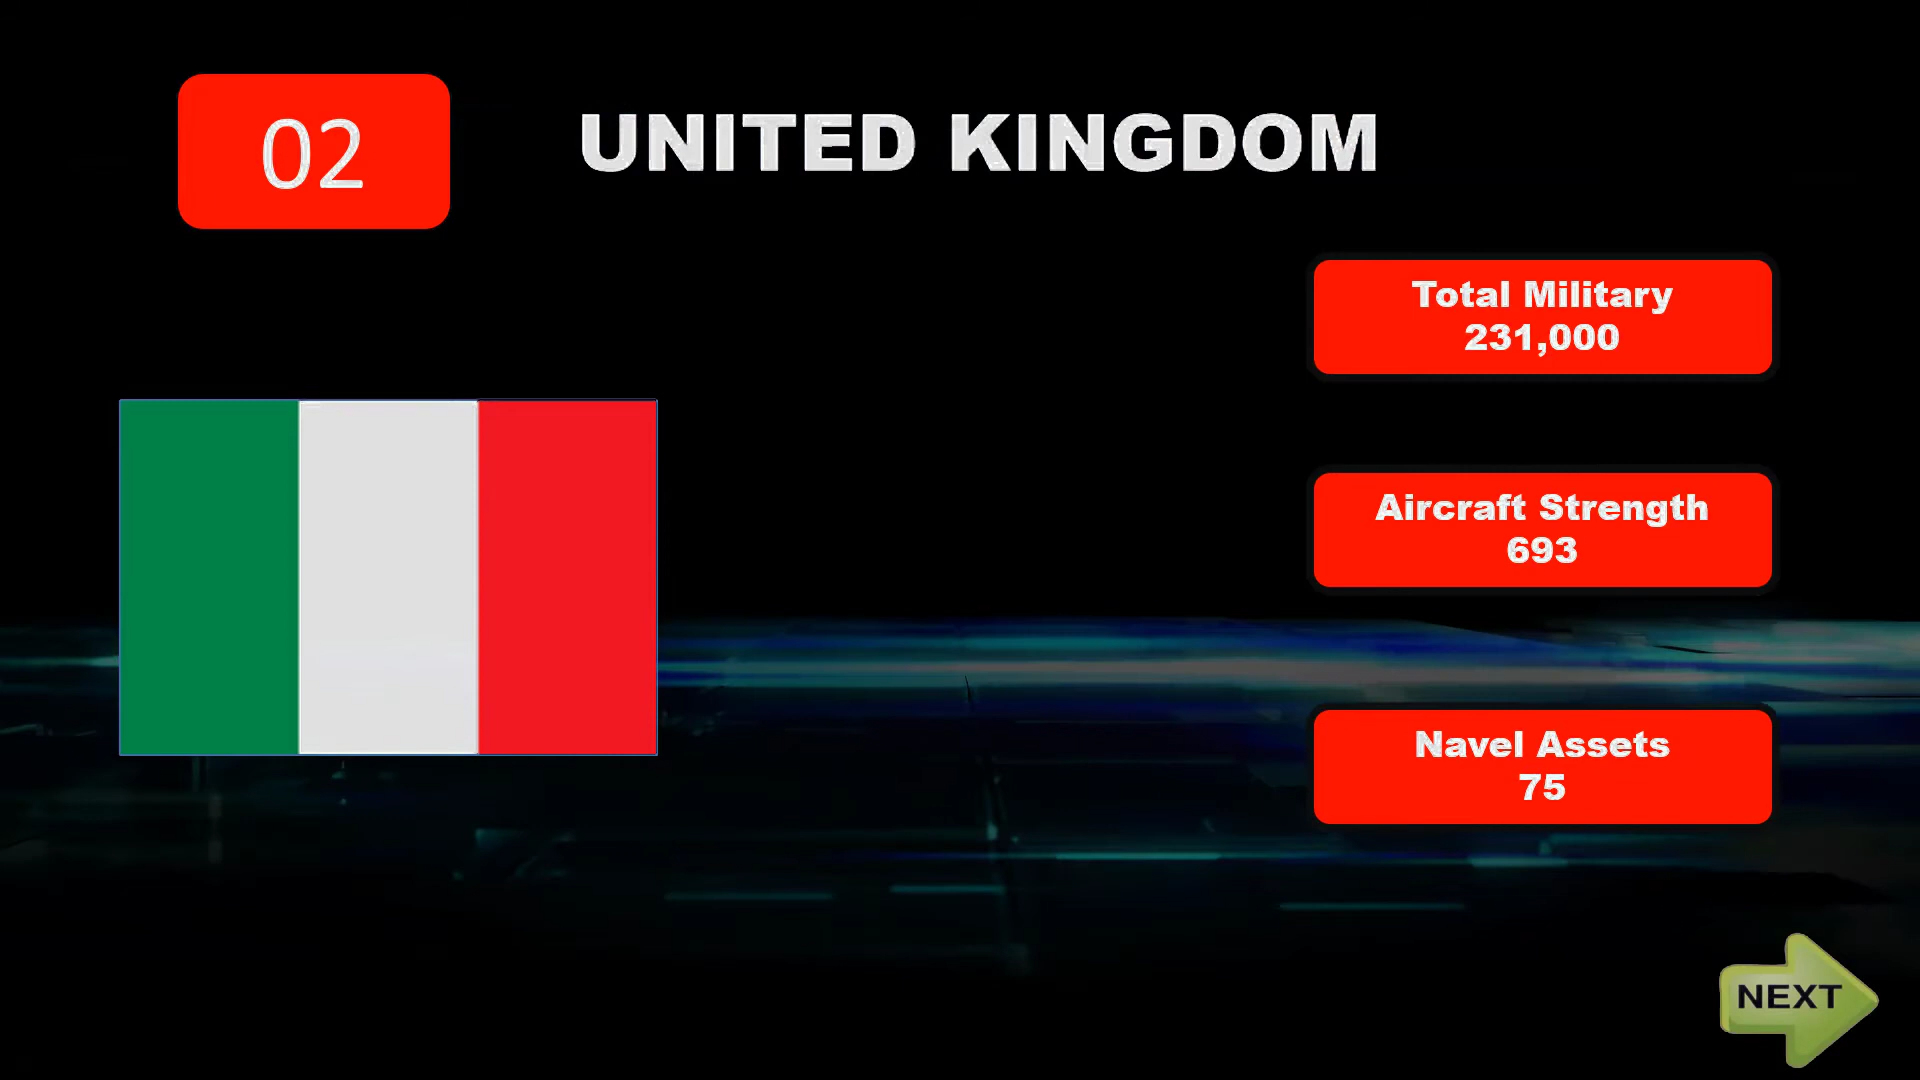 02
UNITED KINGDOM
Total Military
231,000
Aircraft Strength
693
Navel Assets
75
NEXT